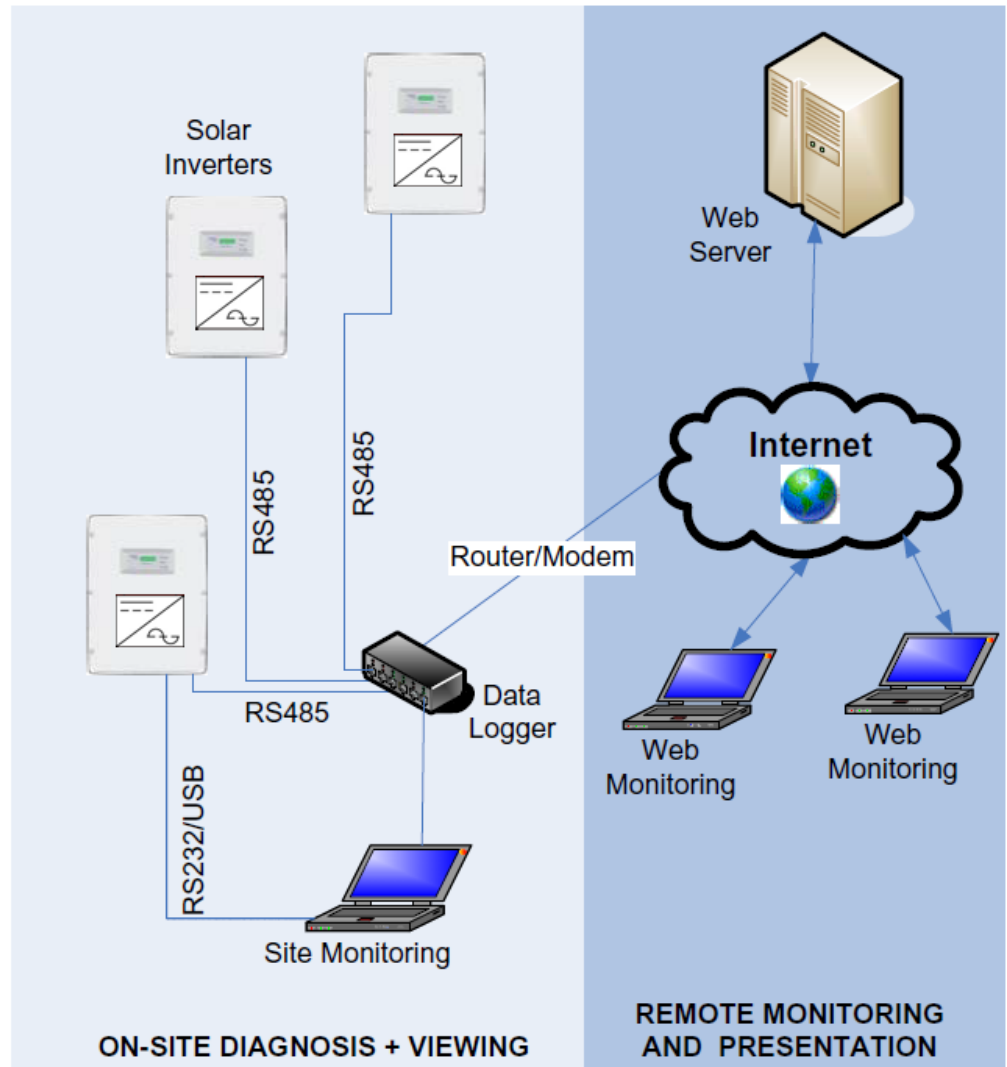 Solar
Inverters
RS485
RS485
RS485
RS232/USB
Data
Logger
Site Monitoring
Router/Modem
Web
Server
Internet
Web
Monitoring
Web
Monitoring
ON-SITE DIAGNOSIS + VIEWING
REMOTE MONITORING
AND PRESENTATION